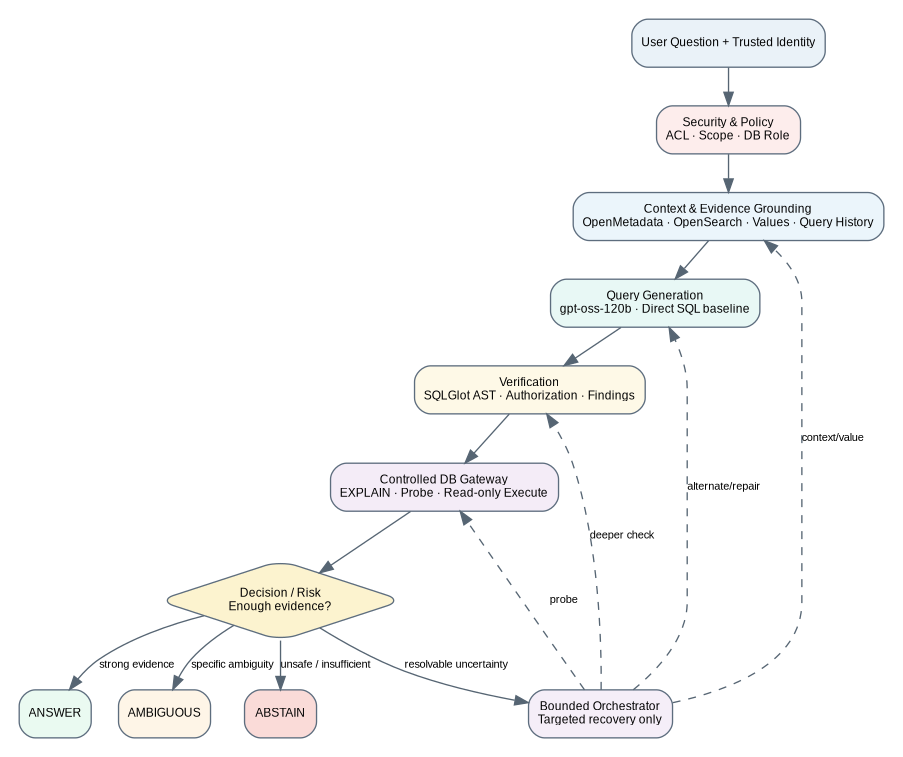 User Question + Trusted Identity
Security & Policy
ACL · Scope · DB Role
Context & Evidence Grounding
OpenMetadata · OpenSearch · Values · Query History
Query Generation
gpt-oss-120b · Direct SQL baseline
Verification
SQLGlot AST · Authorization · Findings
context/value
Controlled DB Gateway
EXPLAIN · Probe · Read-only Execute
alternate/repair
deeper check
Decision / Risk
Enough evidence?
probe
strong evidence
specific ambiguity
unsafe / insufficient
resolvable uncertainty
ANSWER
AMBIGUOUS
ABSTAIN
Bounded Orchestrator
Targeted recovery only